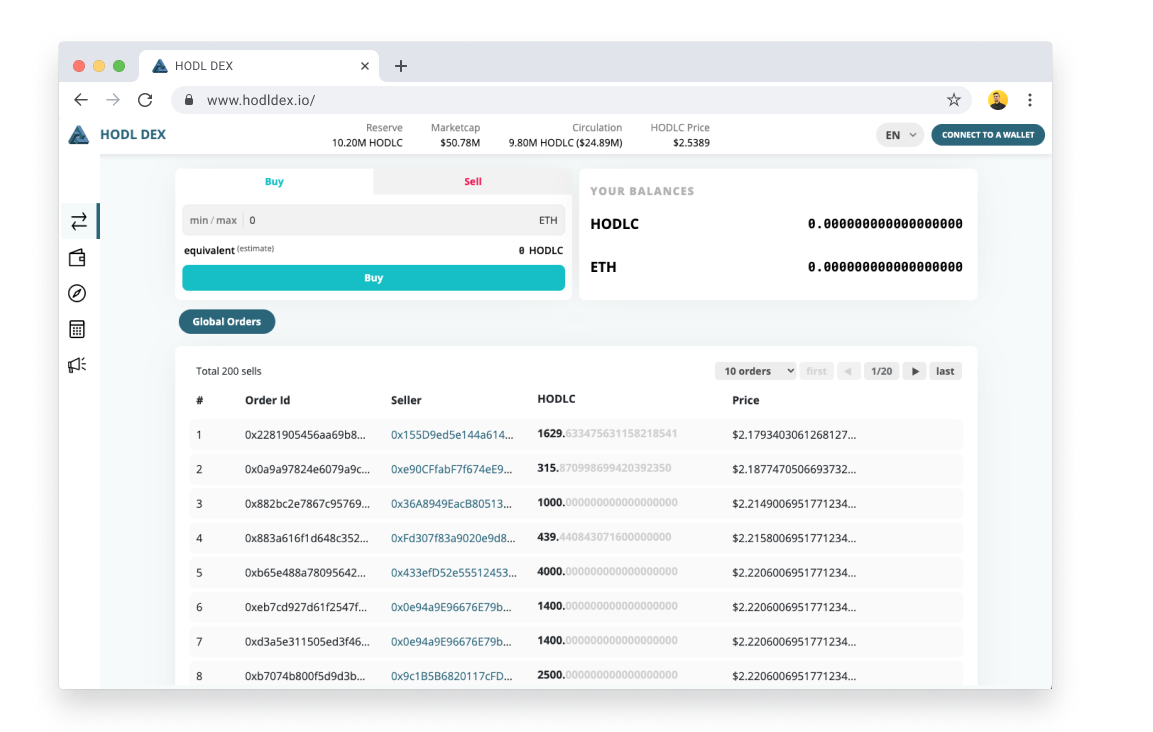 HODL DEX
www.hodldex.io/
HODL DEX
Reserve Marketcap Circulation HODLC Price
10.20M HODLC $50.78M 9.80M HODLC ($24.89M) $2.5389
EN
CONNECT TO A WALLET
Buy Sell
min / max 0 ETH
equivalent (estimate) 0 HODLC
Buy
YOUR BALANCES
HODLC 0.000000000000000000
ETH 0.000000000000000000
Global Orders
Total 200 sells 10 orders first 1/20 last
# Order Id Seller HODLC Price
1 0x2281905456aa69b8... 0x155D9ed5e144a614... 1629.633475631158218541 $2.1793403061268127...
2 0x0a9a97824e6079a9c... 0xe90CFfabF7f674eE9... 315.870998699420392350 $2.1877470506693732...
3 0x882bc2e7867c95769... 0x36A8949EacB80513... 1000.000000000000000000 $2.2149006951771234...
4 0x883a616f1d648c352... 0xFd307f83a9020e9d8... 439.440843071600000000 $2.2158006951771234...
5 0xb65e488a78095642... 0x433efD52e55512453... 4000.000000000000000000 $2.2206006951771234...
6 0xeb7cd927d61f2547f... 0x0e94a9E96676E79b... 1400.000000000000000000 $2.2206006951771234...
7 0xd3a5e311505ed3f46... 0x0e94a9E96676E79b... 1400.000000000000000000 $2.2206006951771234...
8 0xb7074b800f5d9d3b... 0x9c1B5B6820117cFD... 2500.000000000000000000 $2.2206006951771234...